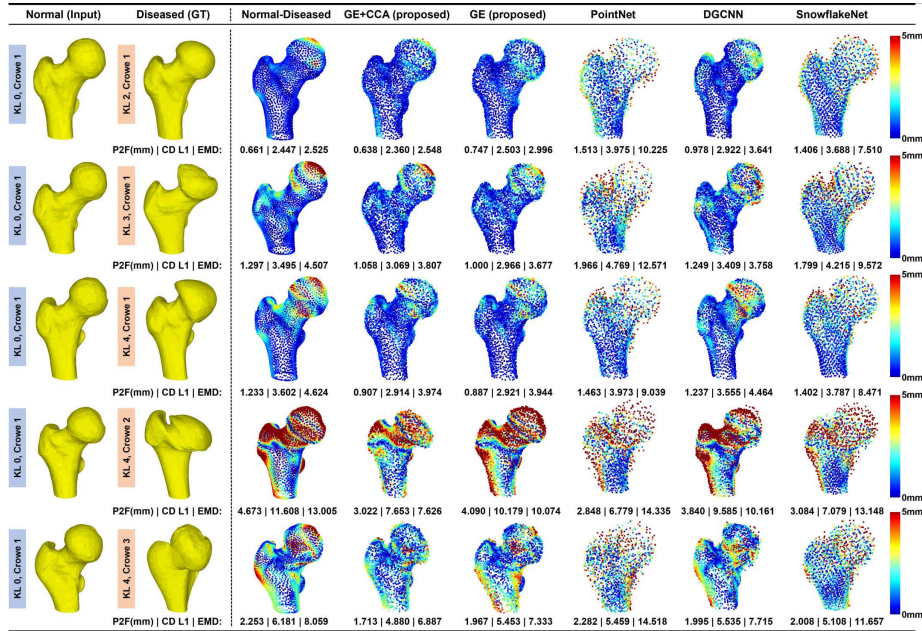 Normal (Input) Diseased (GT) Normal-Diseased GE+CCA (proposed) GE (proposed) PointNet DGCNN SnowflakeNet
KL 0, Crowe 1 KL 2, Crowe 1 5mm 0mm
P2F(mm) | CD L1 | EMD: 0.661 | 2.447 | 2.525 0.638 | 2.360 | 2.548 0.747 | 2.503 | 2.996 1.513 | 3.975 | 10.225 0.978 | 2.922 | 3.641 1.406 | 3.688 | 7.510
KL 0, Crowe 1 KL 3, Crowe 1 5mm 0mm
P2F(mm) | CD L1 | EMD: 1.297 | 3.495 | 4.507 1.058 | 3.069 | 3.807 1.000 | 2.966 | 3.677 1.966 | 4.769 | 12.571 1.249 | 3.409 | 3.758 1.799 | 4.215 | 9.572
KL 0, Crowe 1 KL 4, Crowe 1 5mm 0mm
P2F(mm) | CD L1 | EMD: 1.233 | 3.602 | 4.624 0.907 | 2.914 | 3.974 0.887 | 2.921 | 3.944 1.463 | 3.973 | 9.039 1.237 | 3.555 | 4.464 1.402 | 3.787 | 8.471
KL 0, Crowe 1 KL 4, Crowe 2 5mm 0mm
P2F(mm) | CD L1 | EMD: 4.673 | 11.608 | 13.005 3.022 | 7.653 | 7.626 4.090 | 10.179 | 10.074 2.848 | 6.779 | 14.335 3.840 | 9.585 | 10.161 3.084 | 7.079 | 13.148
KL 0, Crowe 1 KL 4, Crowe 3 5mm 0mm
P2F(mm) | CD L1 | EMD: 2.253 | 6.181 | 8.059 1.713 | 4.880 | 6.887 1.967 | 5.453 | 7.333 2.282 | 5.459 | 14.518 1.995 | 5.535 | 7.715 2.008 | 5.108 | 11.657